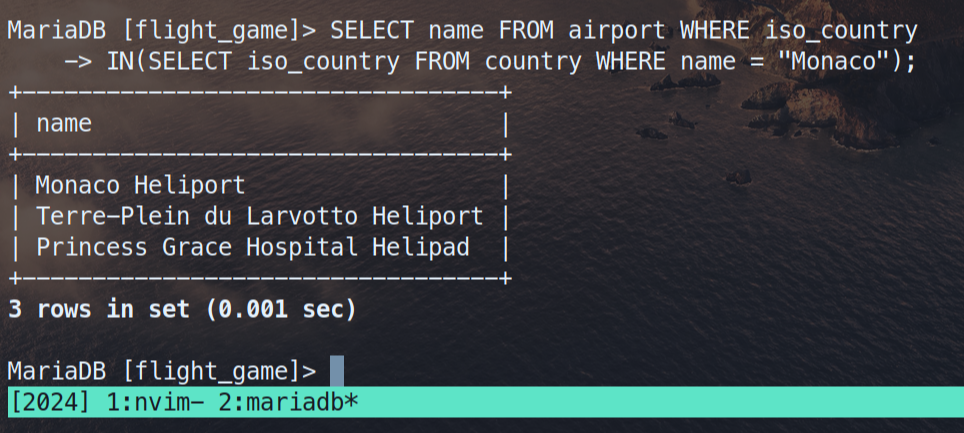 MariaDB [flight_game]> SELECT name FROM airport WHERE iso_country
    -> IN(SELECT iso_country FROM country WHERE name = "Monaco");
+----------------------------------+
| name                             |
+----------------------------------+
| Monaco Heliport                  |
| Terre-Plein du Larvotto Heliport |
| Princess Grace Hospital Helipad  |
+----------------------------------+
3 rows in set (0.001 sec)

MariaDB [flight_game]>
[2024] 1:nvim- 2:mariadb*